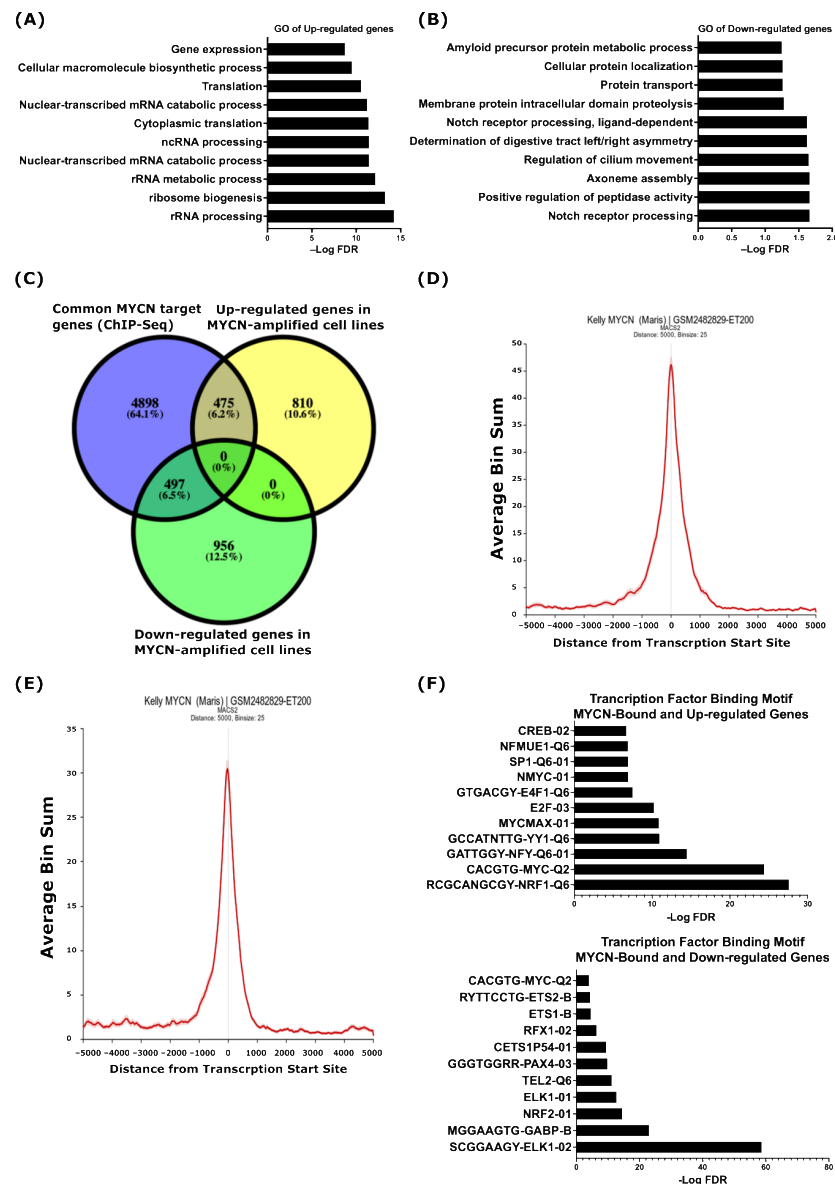 (A)
GO of Up-regulated genes
Gene expression
Cellular macromolecule biosynthetic process
Translation
Nuclear-transcribed mRNA catabolic process
Cytoplasmic translation
ncRNA processing
Nuclear-transcribed mRNA catabolic process
rRNA metabolic process
ribosome biogenesis
rRNA processing
0 5 10 15
–Log FDR
(B)
GO of Down-regulated genes
Amyloid precursor protein metabolic process
Cellular protein localization
Protein transport
Membrane protein intracellular domain proteolysis
Notch receptor processing, ligand-dependent
Determination of digestive tract left/right asymmetry
Regulation of cilium movement
Axoneme assembly
Positive regulation of peptidase activity
Notch receptor processing
0.0 0.5 1.0 1.5 2.0
–Log FDR
(C)
Common MYCN target
genes (ChIP-Seq)
Up-regulated genes in
MYCN-amplified cell lines
4898
(64.1%)
475
(6.2%)
810
(10.6%)
0
(0%)
497
(6.5%)
0
(0%)
956
(12.5%)
Down-regulated genes in
MYCN-amplified cell lines
(D)
Kelly MYCN (Maris) | GSM2482829-ET200
MACS2
Distance: 5000, Binsize: 25
Average Bin Sum
50
45
40
35
30
25
20
15
10
5
0
−5000 −4000 −3000 −2000 −1000 0 1000 2000 3000 4000 5000
Distance from Transcrption Start Site
(E)
Kelly MYCN (Maris) | GSM2482829-ET200
MACS2
Distance: 5000, Binsize: 25
Average Bin Sum
35
30
25
20
15
10
5
0
−5000 −4000 −3000 −2000 −1000 0 1000 2000 3000 4000 5000
Distance from Transcrption Start Site
(F)
Trancription Factor Binding Motif
MYCN-Bound and Up-regulated Genes
CREB-02
NFMUE1-Q6
SP1-Q6-01
NMYC-01
GTGACGY-E4F1-Q6
E2F-03
MYCMAX-01
GCCATNTTG-YY1-Q6
GATTGGY-NFY-Q6-01
CACGTG-MYC-Q2
RCGCANGCGY-NRF1-Q6
0 10 20 30
-Log FDR
Trancription Factor Binding Motif
MYCN-Bound and Down-regulated Genes
CACGTG-MYC-Q2
RYTTCCTG-ETS2-B
ETS1-B
RFX1-02
CETS1P54-01
GGGTGGRR-PAX4-03
TEL2-Q6
ELK1-01
NRF2-01
MGGAAGTG-GABP-B
SCGGAAGY-ELK1-02
0 20 40 60 80
-Log FDR